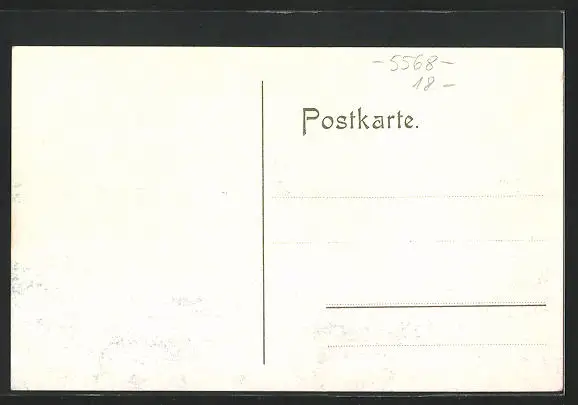 - 5568 -
18 -
Postkarte.